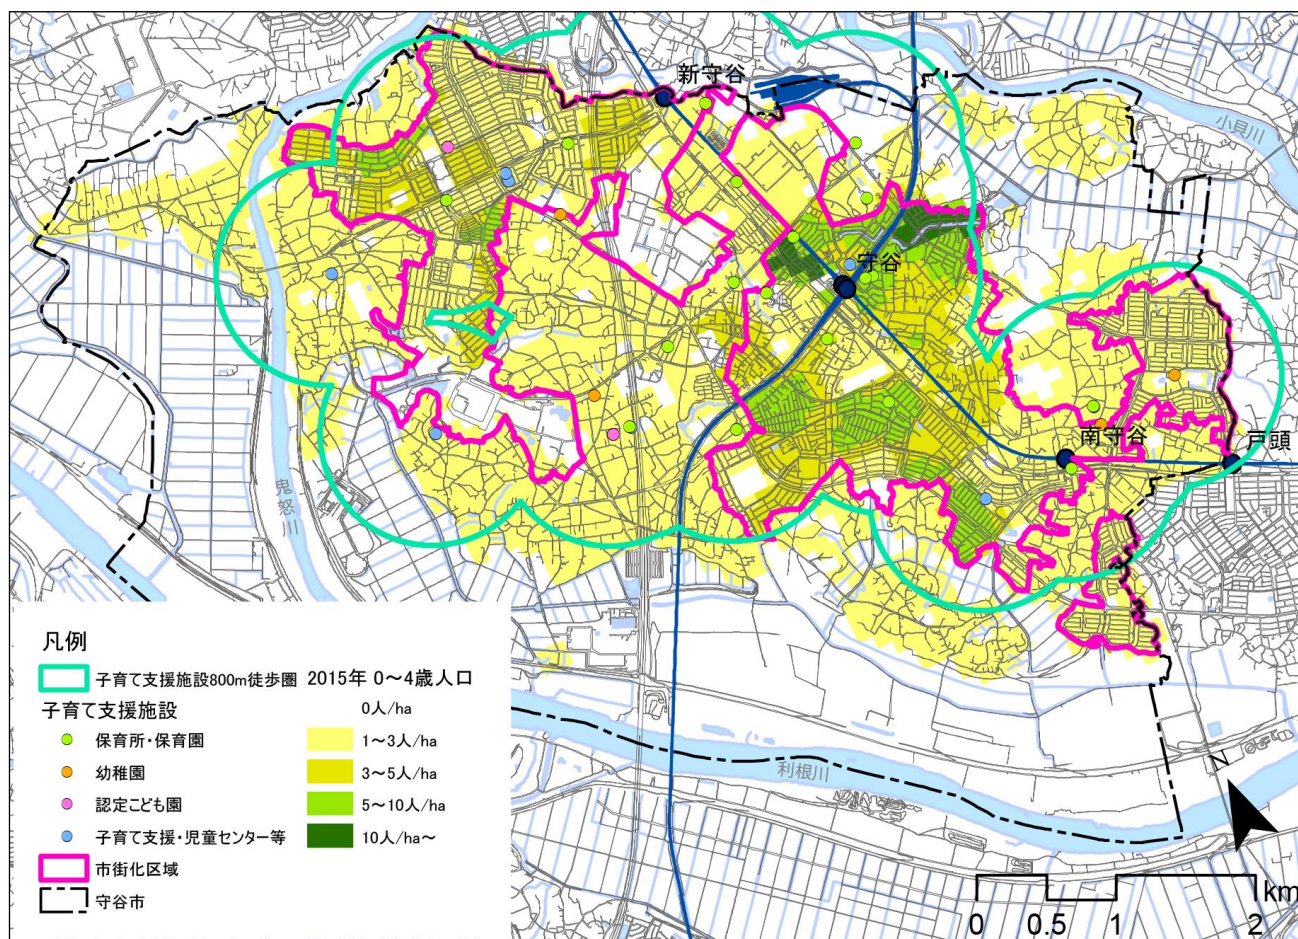 新守谷
小貝川
守谷
南守谷
戸頭
鬼怒川
利根川
凡例
子育て支援施設800m徒歩圏
子育て支援施設
保育所・保育園
幼稚園
認定こども園
子育て支援・児童センター等
市街化区域
守谷市
2015年 0～4歳人口
0人/ha
1～3人/ha
3～5人/ha
5～10人/ha
10人/ha～
N
0 0.5 1 2
km